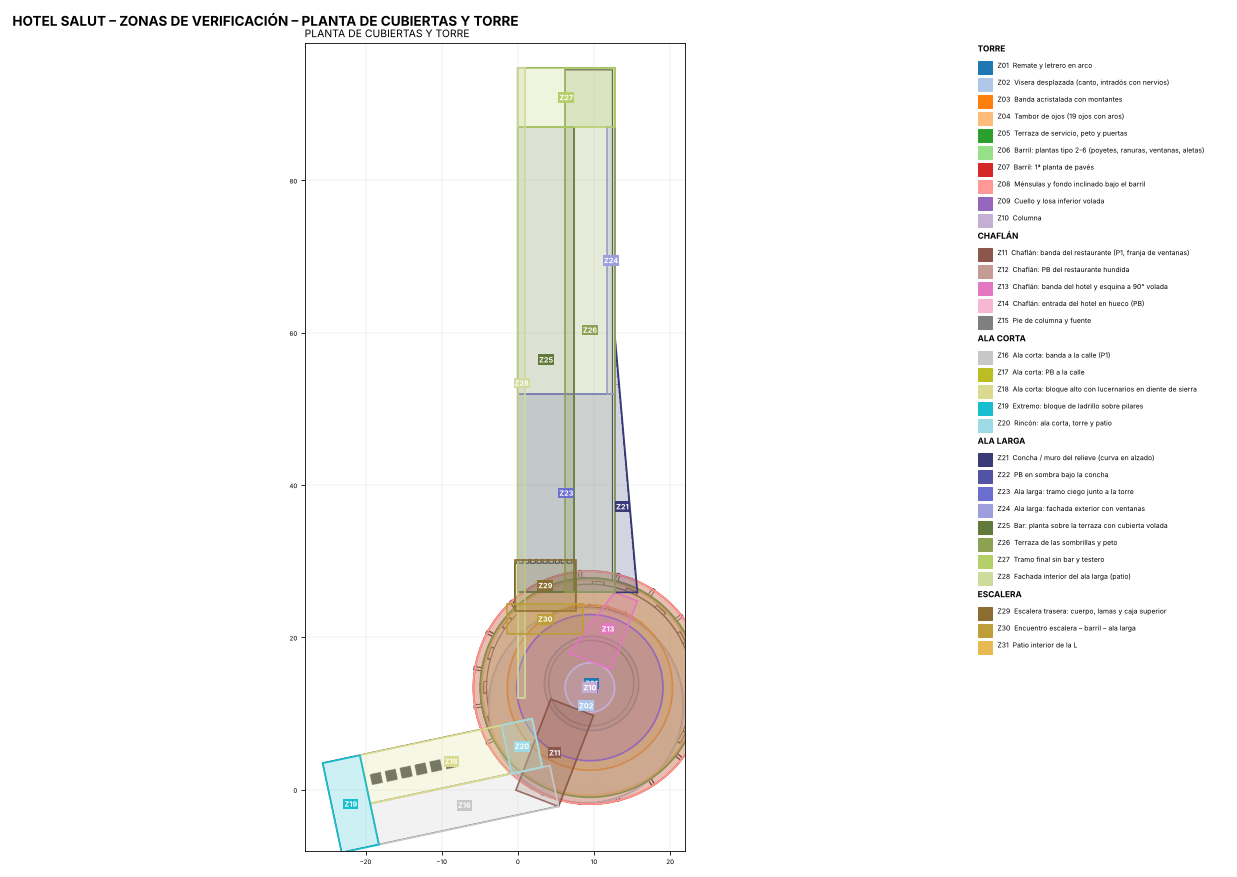 HOTEL SALUT – ZONAS DE VERIFICACIÓN – PLANTA DE CUBIERTAS Y TORRE
PLANTA DE CUBIERTAS Y TORRE
Z27
80
Z24
60
Z26
Z25
Z28
40
Z23
Z21
Z29
Z30
20
Z13
Z10
Z02
Z20
Z11
Z18
0
Z19
Z16
−20
−10
0
10
20
TORRE
Z01 Remate y letrero en arco
Z02 Visera desplazada (canto, intradós con nervios)
Z03 Banda acristalada con montantes
Z04 Tambor de ojos (19 ojos con aros)
Z05 Terraza de servicio, peto y puertas
Z06 Barril: plantas tipo 2-6 (poyetes, ranuras, ventanas, aletas)
Z07 Barril: 1ª planta de pavés
Z08 Ménsulas y fondo inclinado bajo el barril
Z09 Cuello y losa inferior volada
Z10 Columna
CHAFLÁN
Z11 Chaflán: banda del restaurante (P1, franja de ventanas)
Z12 Chaflán: PB del restaurante hundida
Z13 Chaflán: banda del hotel y esquina a 90° volada
Z14 Chaflán: entrada del hotel en hueco (PB)
Z15 Pie de columna y fuente
ALA CORTA
Z16 Ala corta: banda a la calle (P1)
Z17 Ala corta: PB a la calle
Z18 Ala corta: bloque alto con lucernarios en diente de sierra
Z19 Extremo: bloque de ladrillo sobre pilares
Z20 Rincón: ala corta, torre y patio
ALA LARGA
Z21 Concha / muro del relieve (curva en alzado)
Z22 PB en sombra bajo la concha
Z23 Ala larga: tramo ciego junto a la torre
Z24 Ala larga: fachada exterior con ventanas
Z25 Bar: planta sobre la terraza con cubierta volada
Z26 Terraza de las sombrillas y peto
Z27 Tramo final sin bar y testero
Z28 Fachada interior del ala larga (patio)
ESCALERA
Z29 Escalera trasera: cuerpo, lamas y caja superior
Z30 Encuentro escalera – barril – ala larga
Z31 Patio interior de la L